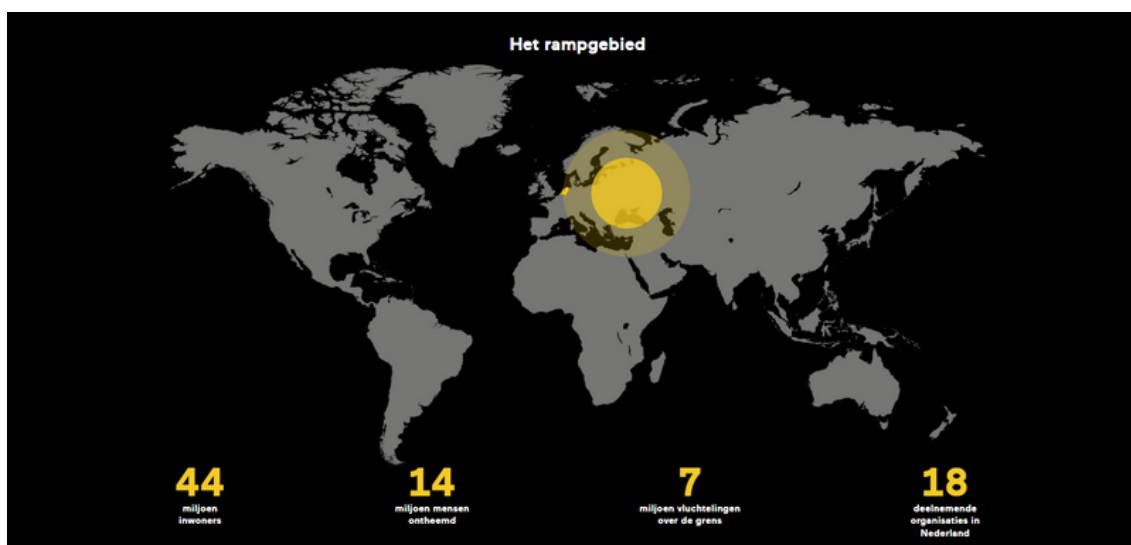 Het rampgebied
44
miljoen
inwoners
14
miljoen mensen
ontheemd
7
miljoen vluchtelingen
over de grens
18
deelnemende
organisaties in
Nederland